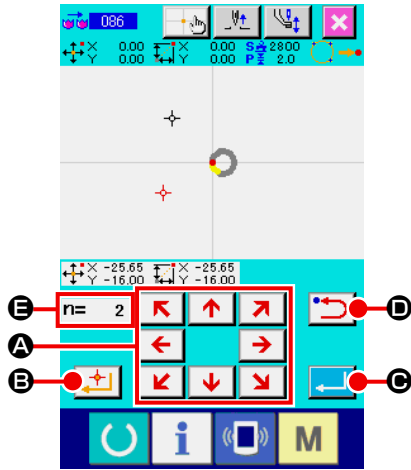 086
X 0.00 X 0.00 S 2800
Y 0.00 Y 0.00 P 2.0
X -25.65 X -25.65
Y -16.00 Y -16.00
E n= 2 D
A
B C
i M